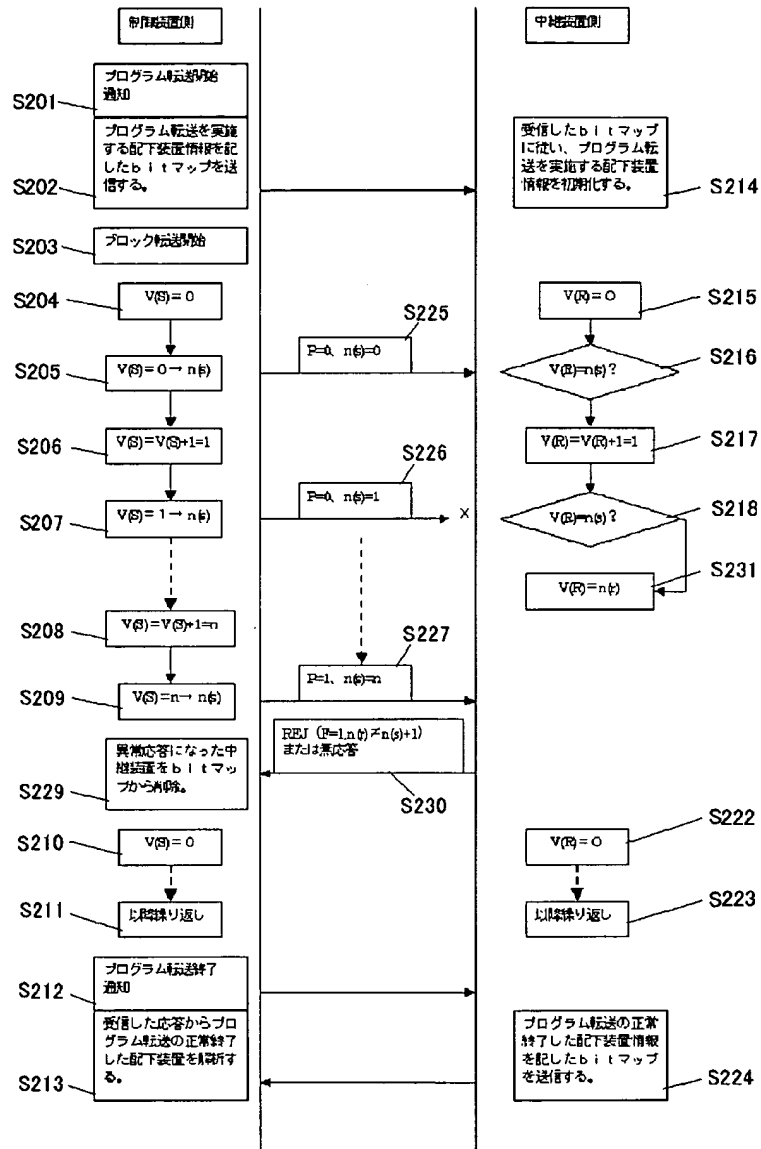 制御装置側
中継装置側
S201
プログラム転送開始
通知
S202
プログラム転送を実施
する配下装置情報を記
したbitマップを送
信する。
受信したbitマップ
に従い、プログラム転
送を実施する配下装置
情報を初期化する。
S214
S203
ブロック転送開始
S204
V(S)=0
V(R)=0
S215
S225
P=0、n(s)=0
S205
V(S)=0→n(s)
V(R)=n(s)?
S216
S206
V(S)=V(S)+1=1
V(R)=V(R)+1=1
S217
S226
P=0、n(s)=1
×
S207
V(S)=1→n(s)
V(R)=n(s)?
S218
V(R)=n(r)
S231
S208
V(S)=V(S)+1=n
S227
P=1、n(s)=n
S209
V(S)=n→n(s)
REJ(F=1,n(r)≠n(s)+1)
または無応答
S230
S229
異常応答になった中
継装置をbitマッ
プから削除。
S210
V(S)=0
V(R)=0
S222
S211
以降繰り返し
以降繰り返し
S223
S212
プログラム転送終了
通知
S213
受信した応答からプロ
グラム転送の正常終了
した配下装置を解析す
る。
プログラム転送の正常
終了した配下装置情報
を記したbitマップ
を送信する。
S224